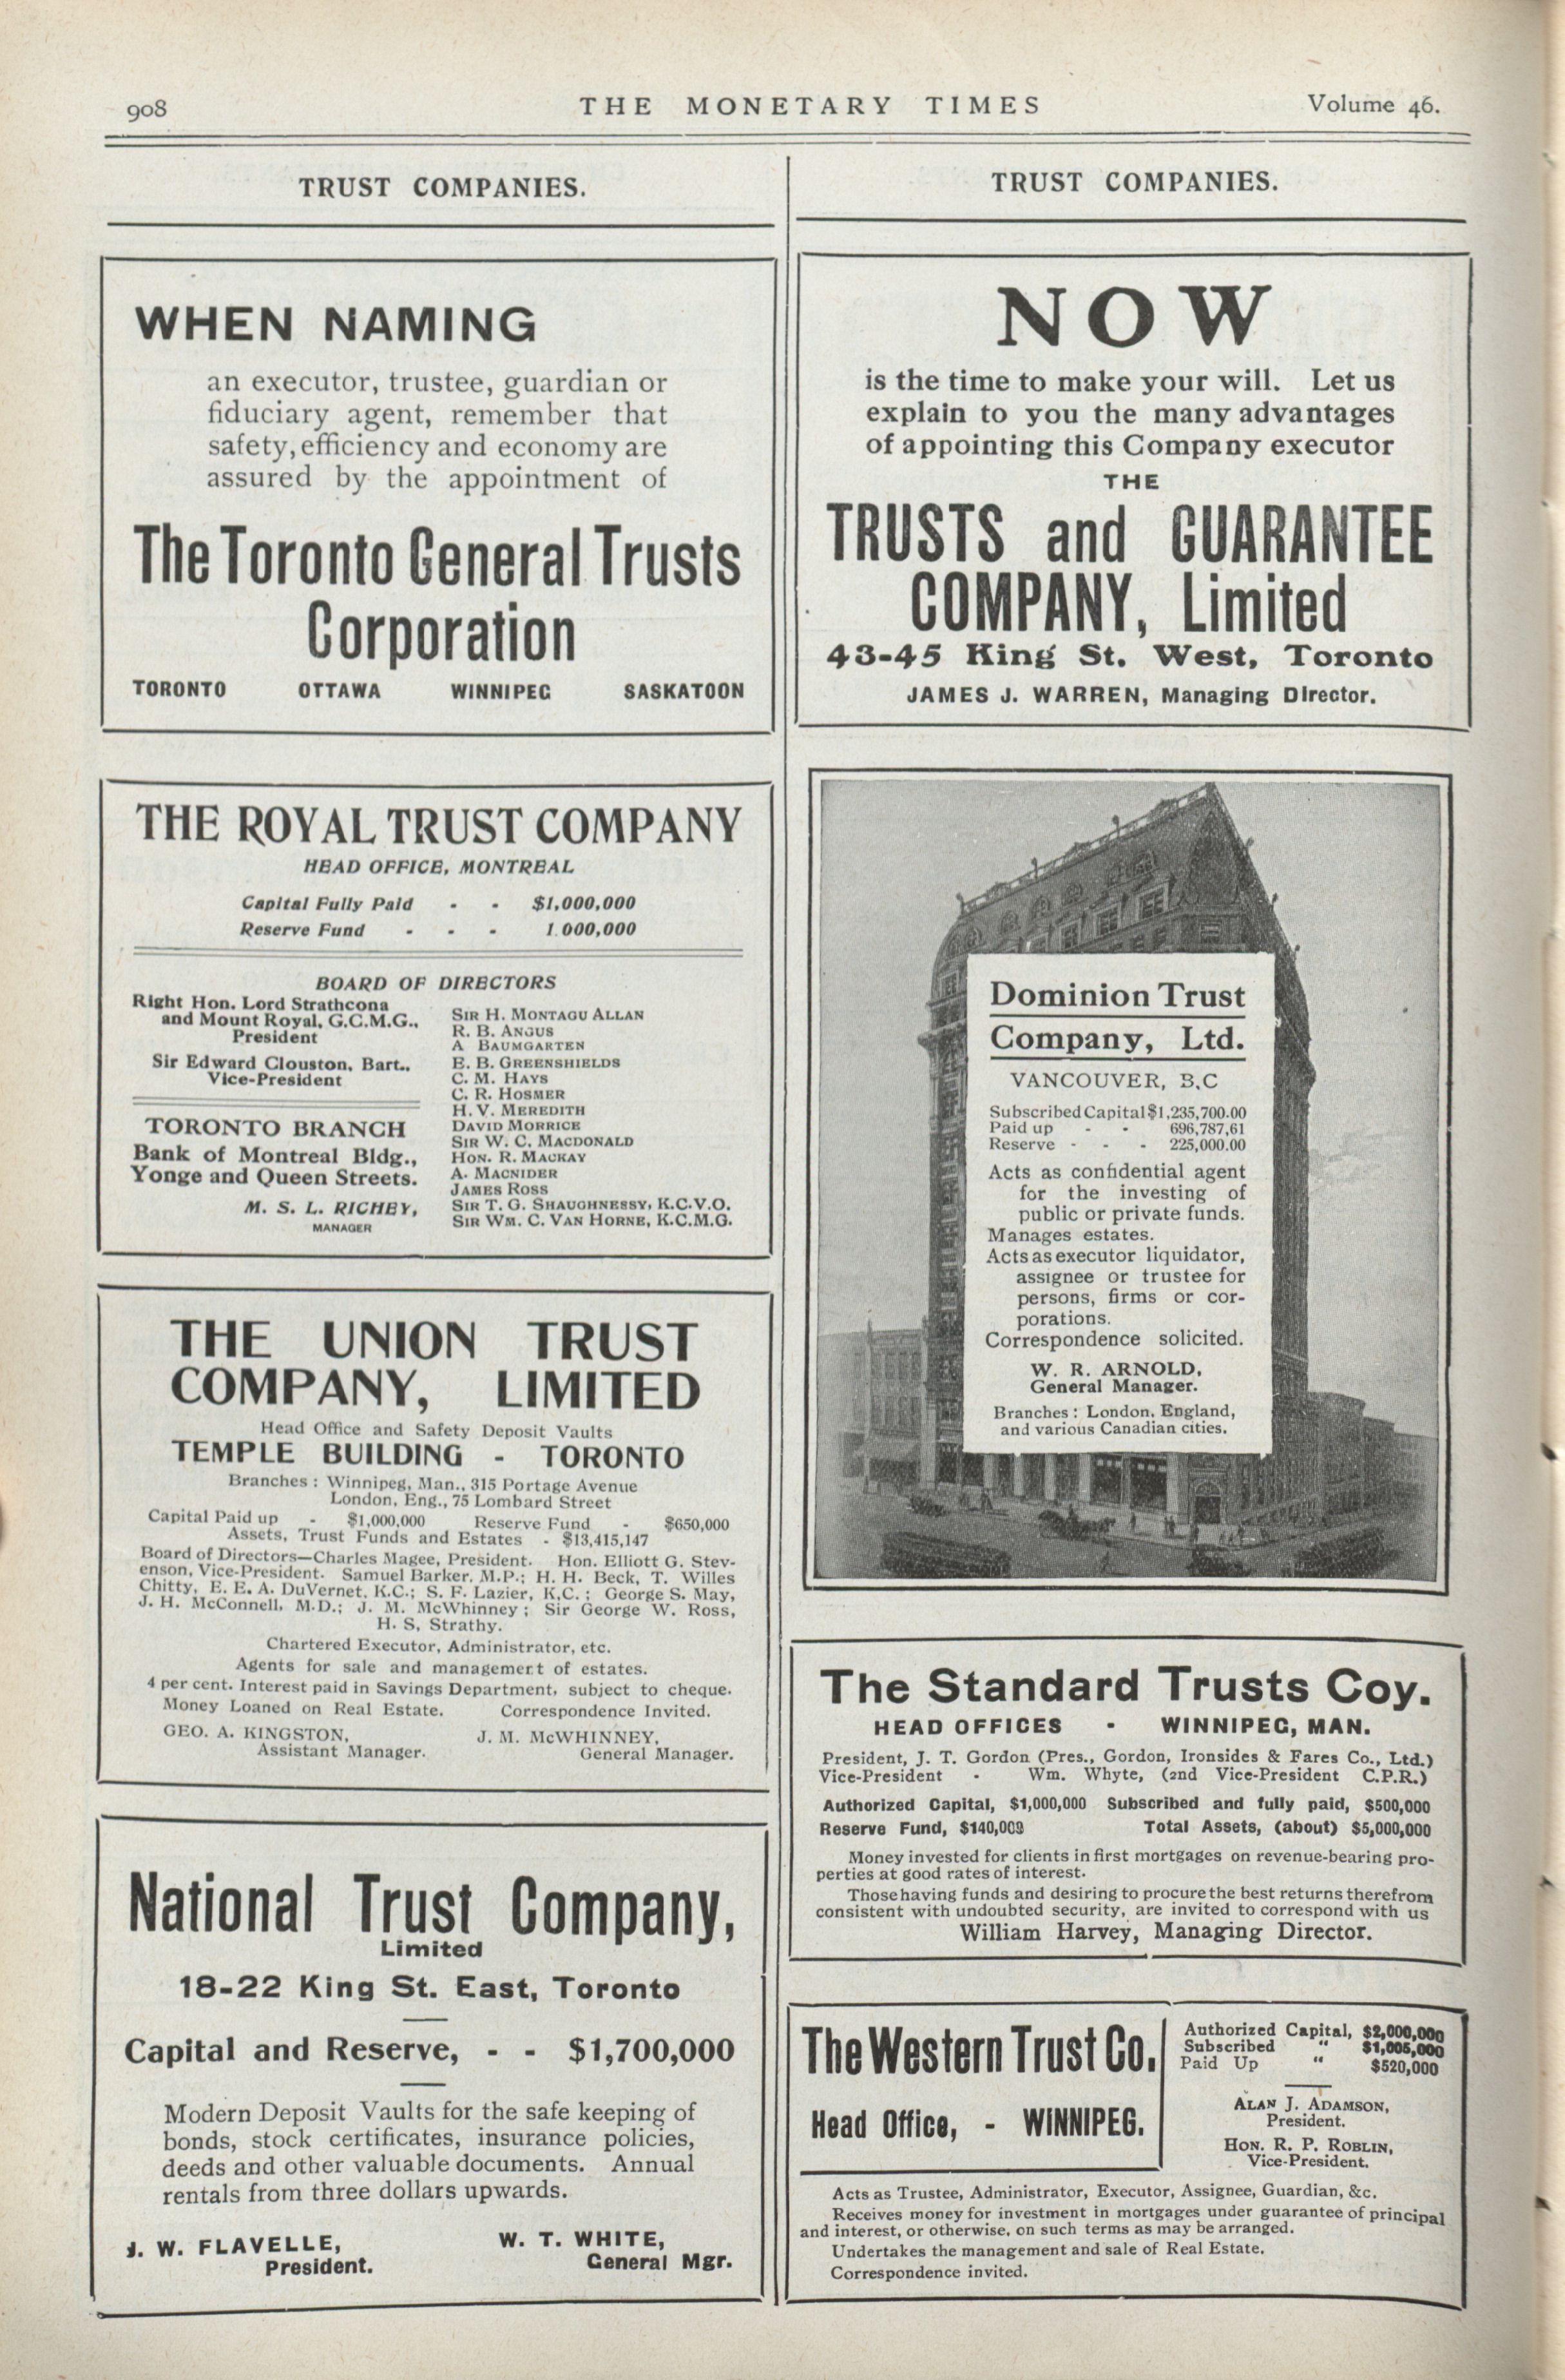 908
THE MONETARY TIMES
Volume 46.
TRUST COMPANIES.
WHEN NAMING
an executor, trustee, guardian or
fiduciary agent, remember that
safety, efficiency and economy are
assured by the appointment of
The Toronto General Trusts
Corporation
TORONTO OTTAWA WINNIPEG SASKATOON
THE ROYAL TRUST COMPANY
HEAD OFFICE, MONTREAL
Capital Fully Paid - - $1,000,000
Reserve Fund - - - 1 000,000
BOARD OF DIRECTORS
Right Hon. Lord Strathcona
and Mount Royal, G.C.M.G.,
President
Sir Edward Clouston, Bart.,
Vice-President
TORONTO BRANCH
Bank of Montreal Bldg.,
Yonge and Queen Streets.
M. S. L. RICHEY,
MANAGER
SIR H. MONTAGU ALLAN
R. B. ANGUS
A BAUMGARTEN
E. B. GREENSHIELDS
C. M. HAYS
C. R. HOSMER
H. V. MEREDITH
DAVID MORRICE
SIR W. C. MACDONALD
HON. R. MACKAY
A. MACNIDER
JAMES ROSS
SIR T. G. SHAUGHNESSY, K.C.V.O.
SIR WM. C. VAN HORNE, K.C.M.G.
THE UNION TRUST
COMPANY, LIMITED
Head Office and Safety Deposit Vaults
TEMPLE BUILDING - TORONTO
Branches : Winnipeg, Man., 315 Portage Avenue
London, Eng., 75 Lombard Street
Capital Paid up - $1,000,000 Reserve Fund - $650,000
Assets, Trust Funds and Estates - $13,415,147
Board of Directors—Charles Magee, President. Hon. Elliott G. Stev-
enson, Vice-President. Samuel Barker, M.P.; H. H. Beck, T. Willes
Chitty, E. E. A. DuVernet, K.C.; S. F. Lazier, K.C. ; George S. May,
J. H. McConnell, M.D.; J. M. McWhinney ; Sir George W. Ross,
H. S, Strathy.
Chartered Executor, Administrator, etc.
Agents for sale and management of estates.
4 per cent. Interest paid in Savings Department, subject to cheque.
Money Loaned on Real Estate. Correspondence Invited.
GEO. A. KINGSTON, J. M. McWHINNEY,
Assistant Manager. General Manager.
National Trust Company,
Limited
18-22 King St. East, Toronto
Capital and Reserve, - - $1,700,000
Modern Deposit Vaults for the safe keeping of
bonds, stock certificates, insurance policies,
deeds and other valuable documents. Annual
rentals from three dollars upwards.
J. W. FLAVELLE, W. T. WHITE,
President. General Mgr.
TRUST COMPANIES.
NOW
is the time to make your will. Let us
explain to you the many advantages
of appointing this Company executor
THE
TRUSTS and GUARANTEE
COMPANY, Limited
43-45 King St. West, Toronto
JAMES J. WARREN, Managing Director.
Dominion Trust
Company, Ltd.
VANCOUVER, B.C
Subscribed Capital $1,235,700.00
Paid up - - 696,787,61
Reserve - - - 225,000.00
Acts as confidential agent
for the investing of
public or private funds.
Manages estates.
Acts as executor liquidator,
assignee or trustee for
persons, firms or cor-
porations.
Correspondence solicited.
W. R. ARNOLD,
General Manager.
Branches : London, England,
and various Canadian cities.
The Standard Trusts Coy.
HEAD OFFICES - WINNIPEG, MAN.
President, J. T. Gordon (Pres., Gordon, Ironsides & Fares Co., Ltd.)
Vice-President - Wm. Whyte, (2nd Vice-President C.P.R.)
Authorized Capital, $1,000,000 Subscribed and fully paid, $500,000
Reserve Fund, $140,000 Total Assets, (about) $5,000,000
Money invested for clients in first mortgages on revenue-bearing pro-
perties at good rates of interest.
Those having funds and desiring to procure the best returns therefrom
consistent with undoubted security, are invited to correspond with us
William Harvey, Managing Director.
The Western Trust Co.
Head Office, - WINNIPEG.
Authorized Capital, $2,000,000
Subscribed " $1,005,000
Paid Up " $520,000
ALAN J. ADAMSON,
President.
HON. R. P. ROBLIN,
Vice-President.
Acts as Trustee, Administrator, Executor, Assignee, Guardian, &c.
Receives money for investment in mortgages under guarantee of principal
and interest, or otherwise, on such terms as may be arranged.
Undertakes the management and sale of Real Estate.
Correspondence invited.